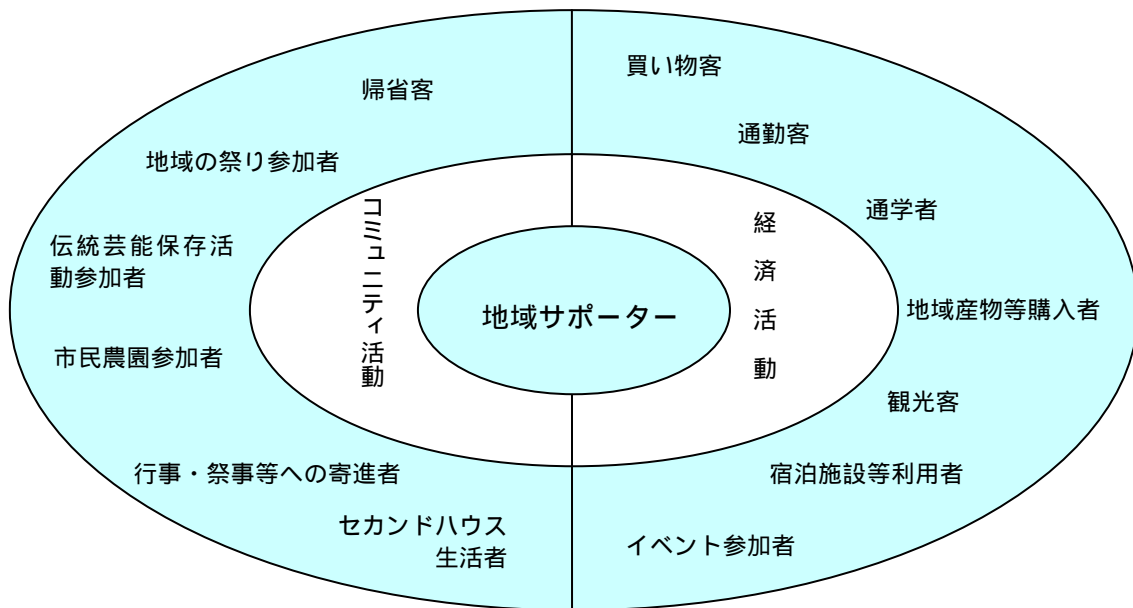 帰省客
地域の祭り参加者
伝統芸能保存活
動参加者
市民農園参加者
行事・祭事等への寄進者
セカンドハウス
生活者
コミュニティ活動
地域サポーター
経済活動
買い物客
通勤客
通学者
地域産物等購入者
観光客
宿泊施設等利用者
イベント参加者